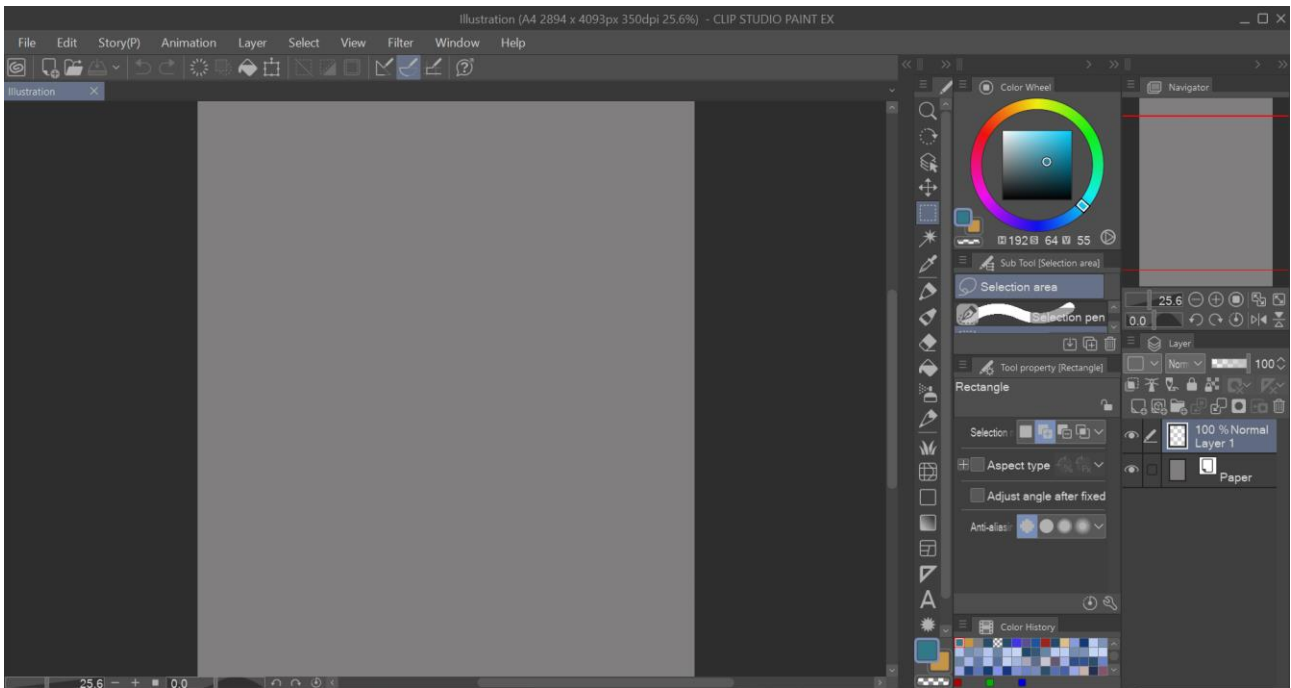 Illustration (A4 2894 x 4093px 350dpi 25.6%) - CLIP STUDIO PAINT EX
File Edit Story(P) Animation Layer Select View Filter Window Help
Illustration
Color Wheel
Navigator
H 192 S 64 V 55
Sub Tool [Selection area]
Selection area
Selection pen
25.6
0.0
Layer
Tool property [Rectangle]
Norm 100
Rectangle
Selection
100 % Normal
Layer 1
Aspect type
Paper
Adjust angle after fixed
Anti-alias
A
Color History
25.6 0.0